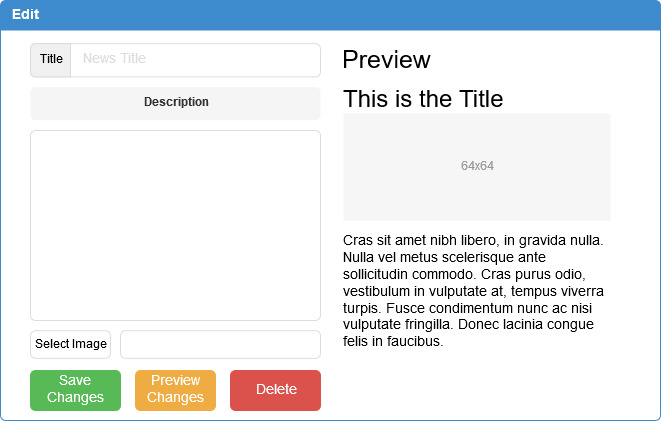 Edit
Title
News Title
Description
Select Image
Save
Changes
Preview
Changes
Delete
Preview
This is the Title
64x64
Cras sit amet nibh libero, in gravida nulla.
Nulla vel metus scelerisque ante
sollicitudin commodo. Cras purus odio,
vestibulum in vulputate at, tempus viverra
turpis. Fusce condimentum nunc ac nisi
vulputate fringilla. Donec lacinia congue
felis in faucibus.